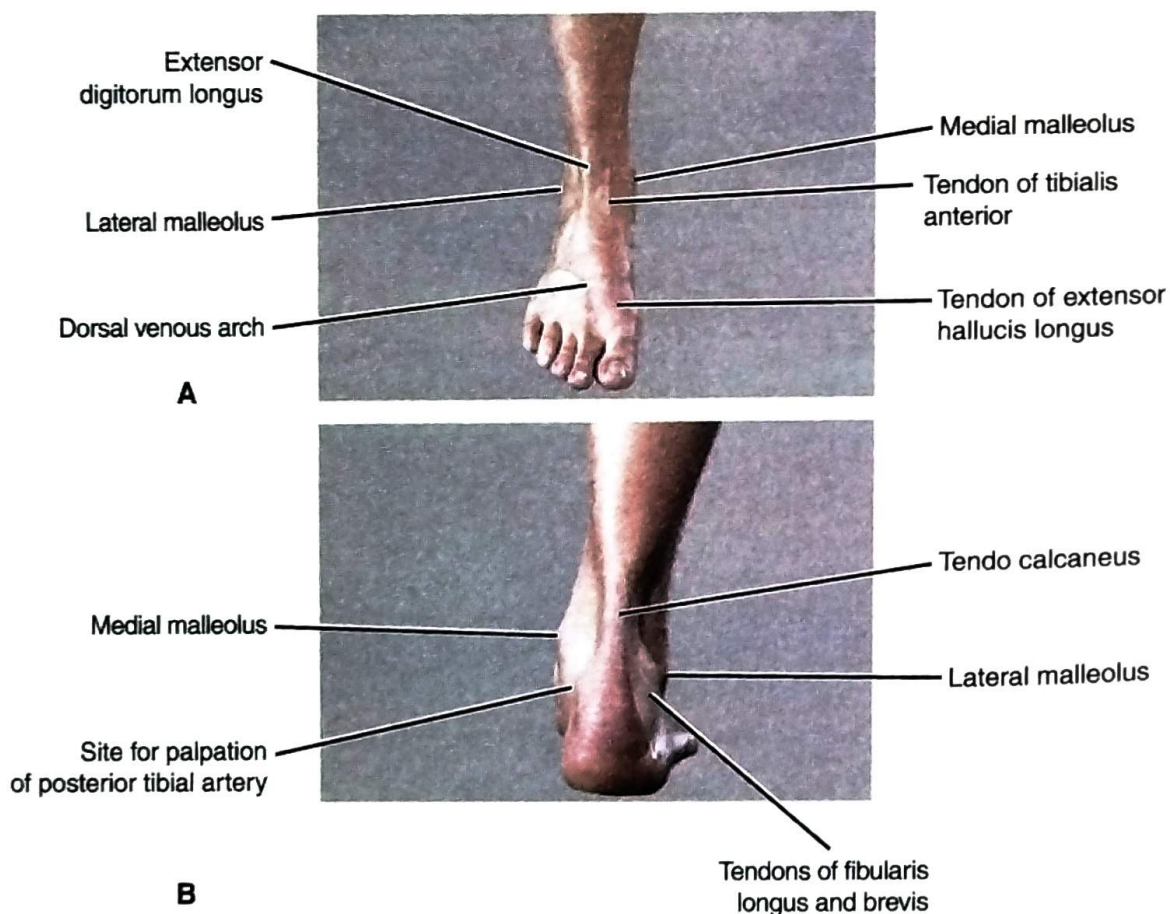 Extensor
digitorum longus
Lateral malleolus
Dorsal venous arch
Medial malleolus
Tendon of tibialis
anterior
Tendon of extensor
hallucis longus
A
Medial malleolus
Site for palpation
of posterior tibial artery
Tendo calcaneus
Lateral malleolus
Tendons of fibularis
longus and brevis
B